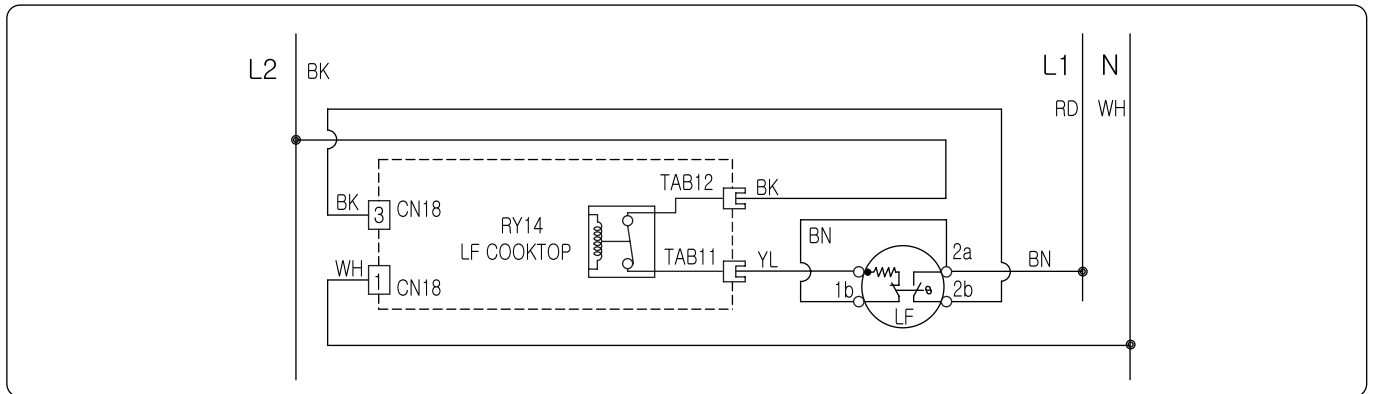 L2
BK
L1
N
RD
WH
TAB12
BK
BK
3
CN18
RY14
LF COOKTOP
BN
TAB11
YL
2a
BN
WH
1
CN18
1b
θ
2b
LF